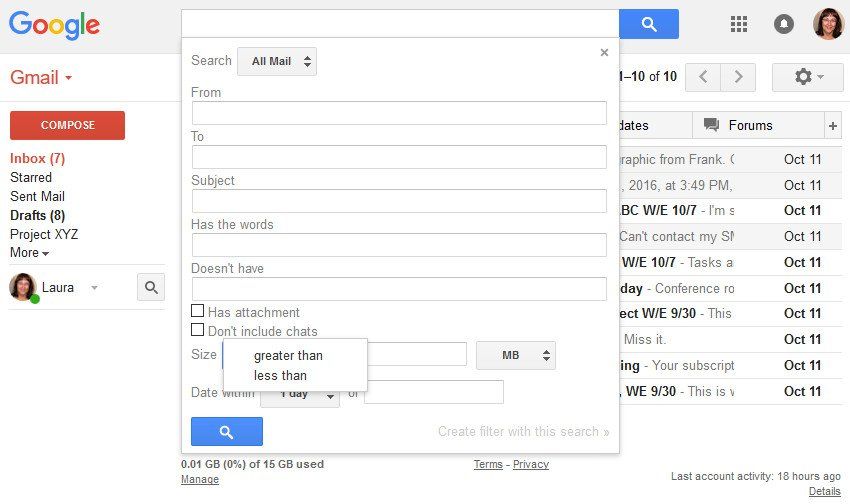 Google
Gmail
COMPOSE
Inbox (7)
Starred
Sent Mail
Drafts (8)
Project XYZ
More
Laura
Search All Mail
From
To
Subject
Has the words
Doesn't have
Has attachment
Don't include chats
Size
greater than
less than
MB
Date within 1 day of
Create filter with this search »
1–10 of 10
dates
Forums
+
graphic from Frank. Oct 11
, 2016, at 3:49 PM, Oct 11
ABC W/E 10/7 - I'm s Oct 11
Can't contact my SM Oct 11
W/E 10/7 - Tasks a Oct 11
day - Conference ro Oct 11
ect W/E 9/30 - This Oct 11
Miss it. Oct 11
ing - Your subscript Oct 11
, WE 9/30 - This is v Oct 11
0.01 GB (0%) of 15 GB used
Manage
Terms - Privacy
Last account activity: 18 hours ago
Details